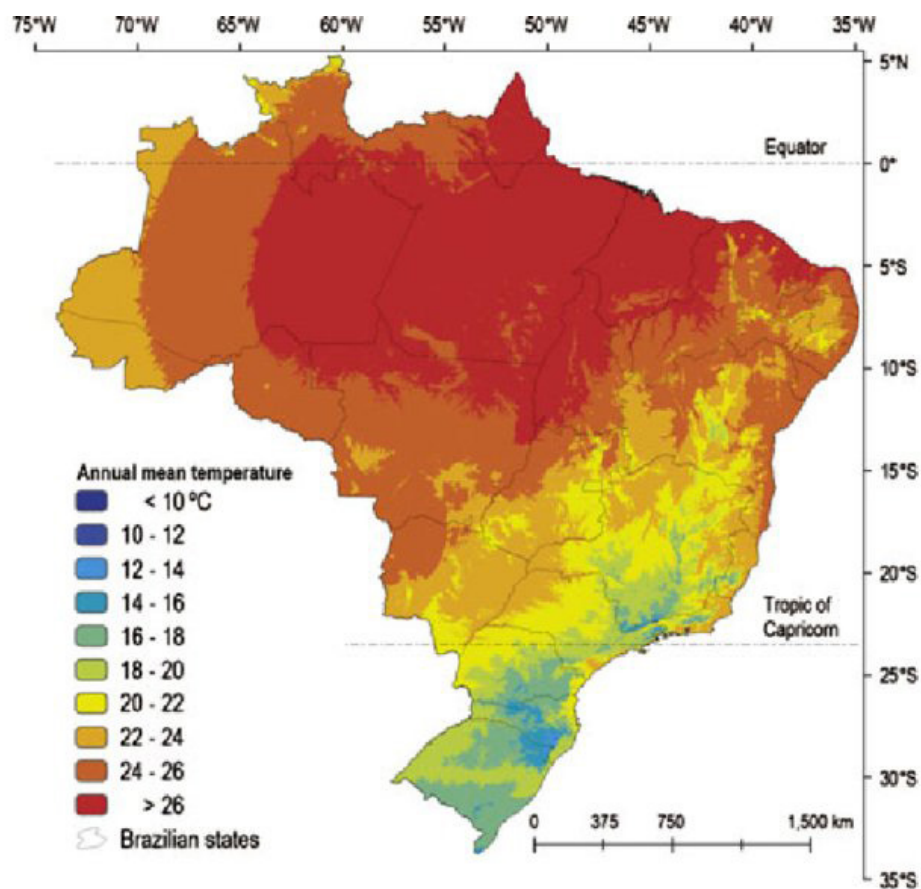 75°W 70°W 65°W 60°W 55°W 50°W 45°W 40°W 35°W
5°N
Equator
0°
5°S
10°S
15°S
20°S
Tropic of
Capricorn
25°S
30°S
35°S
Annual mean temperature
< 10 ºC
10 - 12
12 - 14
14 - 16
16 - 18
18 - 20
20 - 22
22 - 24
24 - 26
> 26
Brazilian states
0 375 750 1,500 km